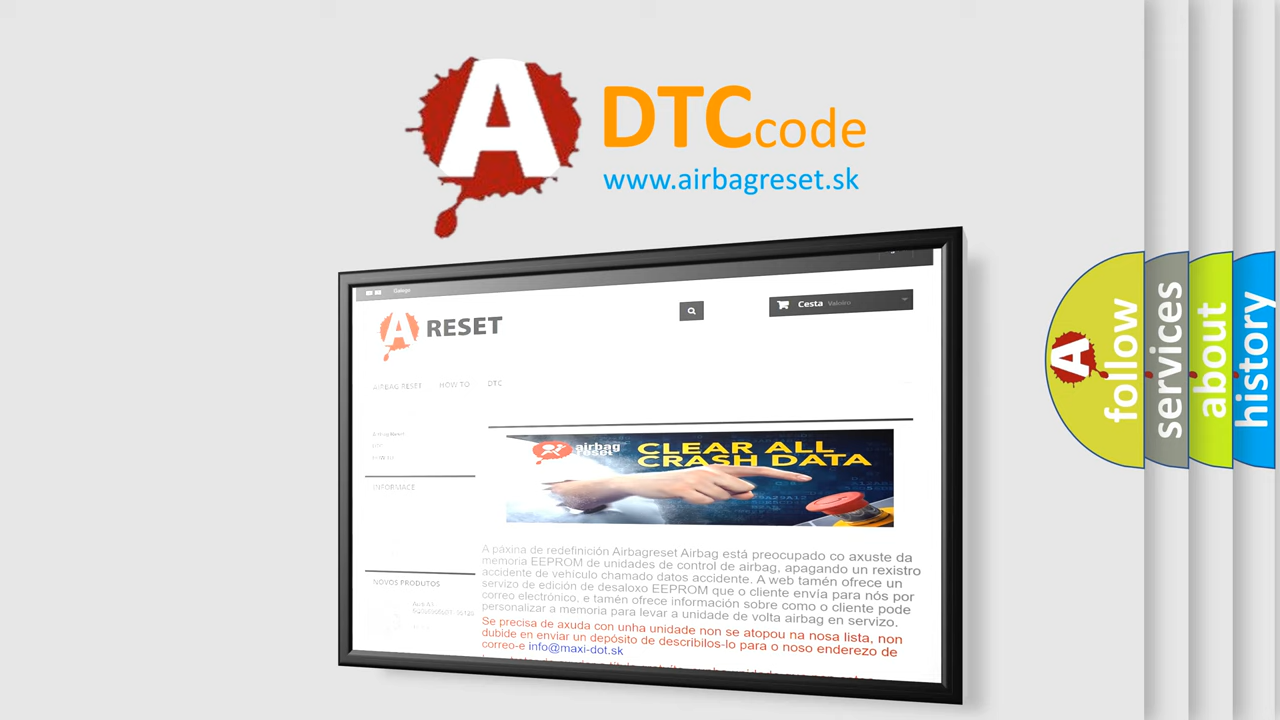 A
DTCcode
www.airbagreset.sk
Galego
A RESET
Cesta Valeiro
AIRBAG RESET HOW TO DTC
INFORMACE
NOVOS PRODUTOS
airbag
reset
CLEAR ALL
CRASH DATA
A páxina de redefinición Airbagreset Airbag está preocupado co axuste da
memoria EEPROM de unidades de control de airbag, apagando un rexistro
accidente de vehículo chamado datos accidente. A web tamén ofrece un
servizo de edición de desaloxo EEPROM que o cliente envía para nós por
correo electrónico, e tamén ofrece información sobre como o cliente pode
personalizar a memoria para levar a unidade de volta airbag en servizo.
Se precisa de axuda con unha unidade non se atopou na nosa lista, non
dubide en enviar un depósito de describilos-lo para o noso enderezo de
correo-e info@maxi-dot.sk
A
follow
services
about
history